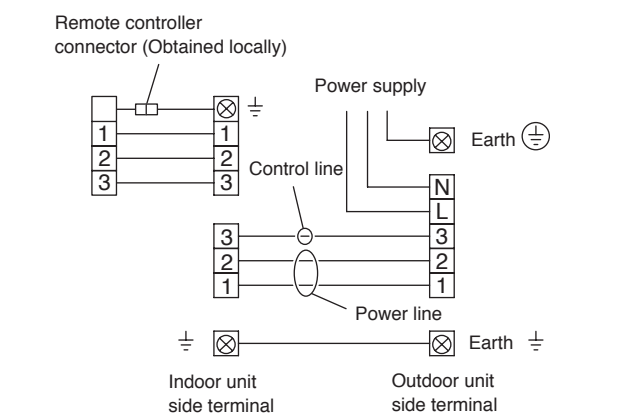 Remote controller
connector (Obtained locally)
Power supply
Earth
1 1
2 2
3 3
Control line
N
L
3 3
2 2
1 1
Power line
Earth
Indoor unit
side terminal
Outdoor unit
side terminal